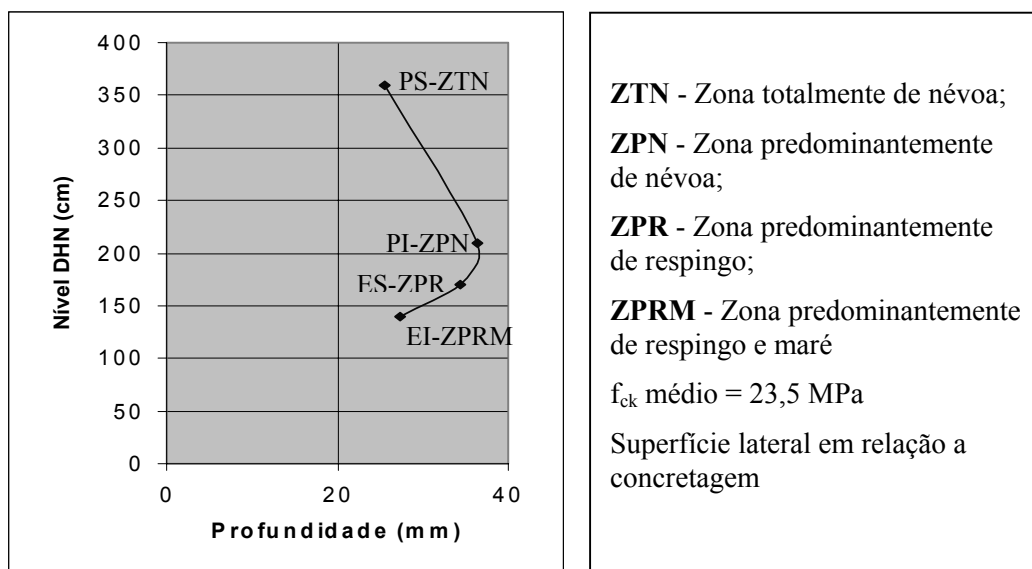 400
350
300
250
200
150
100
50
0
0 20 40
Nível DHN (cm)
Profundidade (mm)
PS-ZTN
PI-ZPN
ES-ZPR
EI-ZPRM
ZTN - Zona totalmente de névoa;
ZPN - Zona predominantemente
de névoa;
ZPR - Zona predominantemente
de respingo;
ZPRM - Zona predominantemente
de respingo e maré
fck médio = 23,5 MPa
Superfície lateral em relação a
concretagem